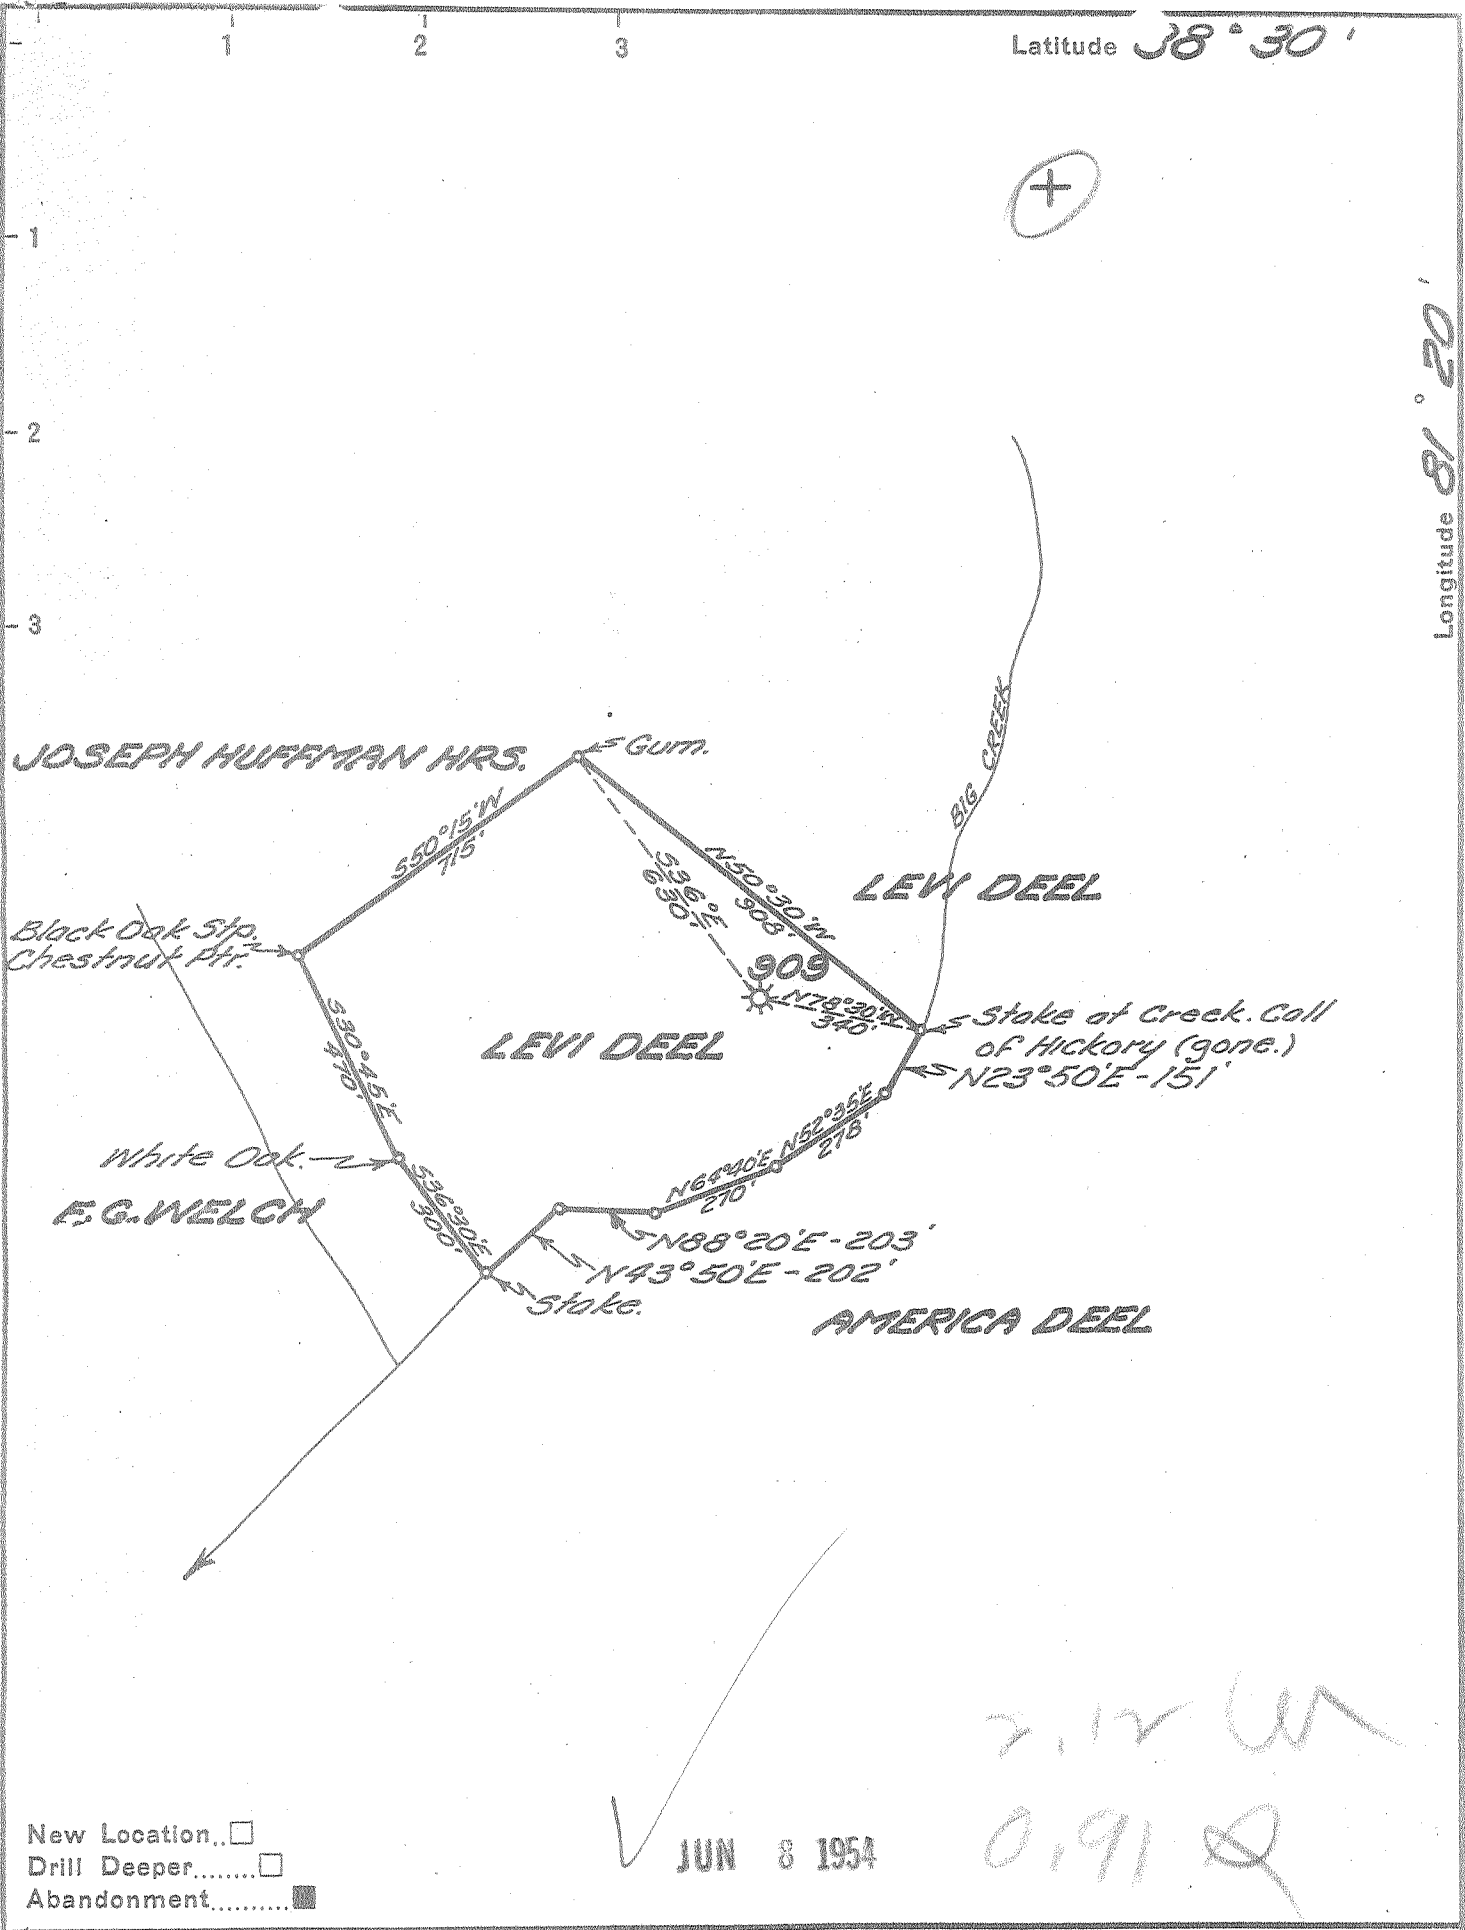 1 2 3
Latitude 38° 30'
1
2
3
Longitude 81° 20'
BIG CREEK
JOSEPH HUFFMAN HRS.
Gum.
S50°15'W
715'
S36°E
630'
N50°30'W
908'
LEVI DEEL
Black Oak Stp.
Chestnut Ptr.
909
N78°30'W
340'
Stake at Creek. Call
of Hickory (gone.)
N23°50'E-151'
LEVI DEEL
S30°45'E
470'
N52°35'E
278'
White Oak.
S36°30'E
300'
N64°40'E
270'
F.G. WELCH
N88°20'E-203'
N43°50'E-202'
Stake.
AMERICA DEEL
2.12 W
0.91 S
New Location..
Drill Deeper........
Abandonment..........
JUN 8 1954